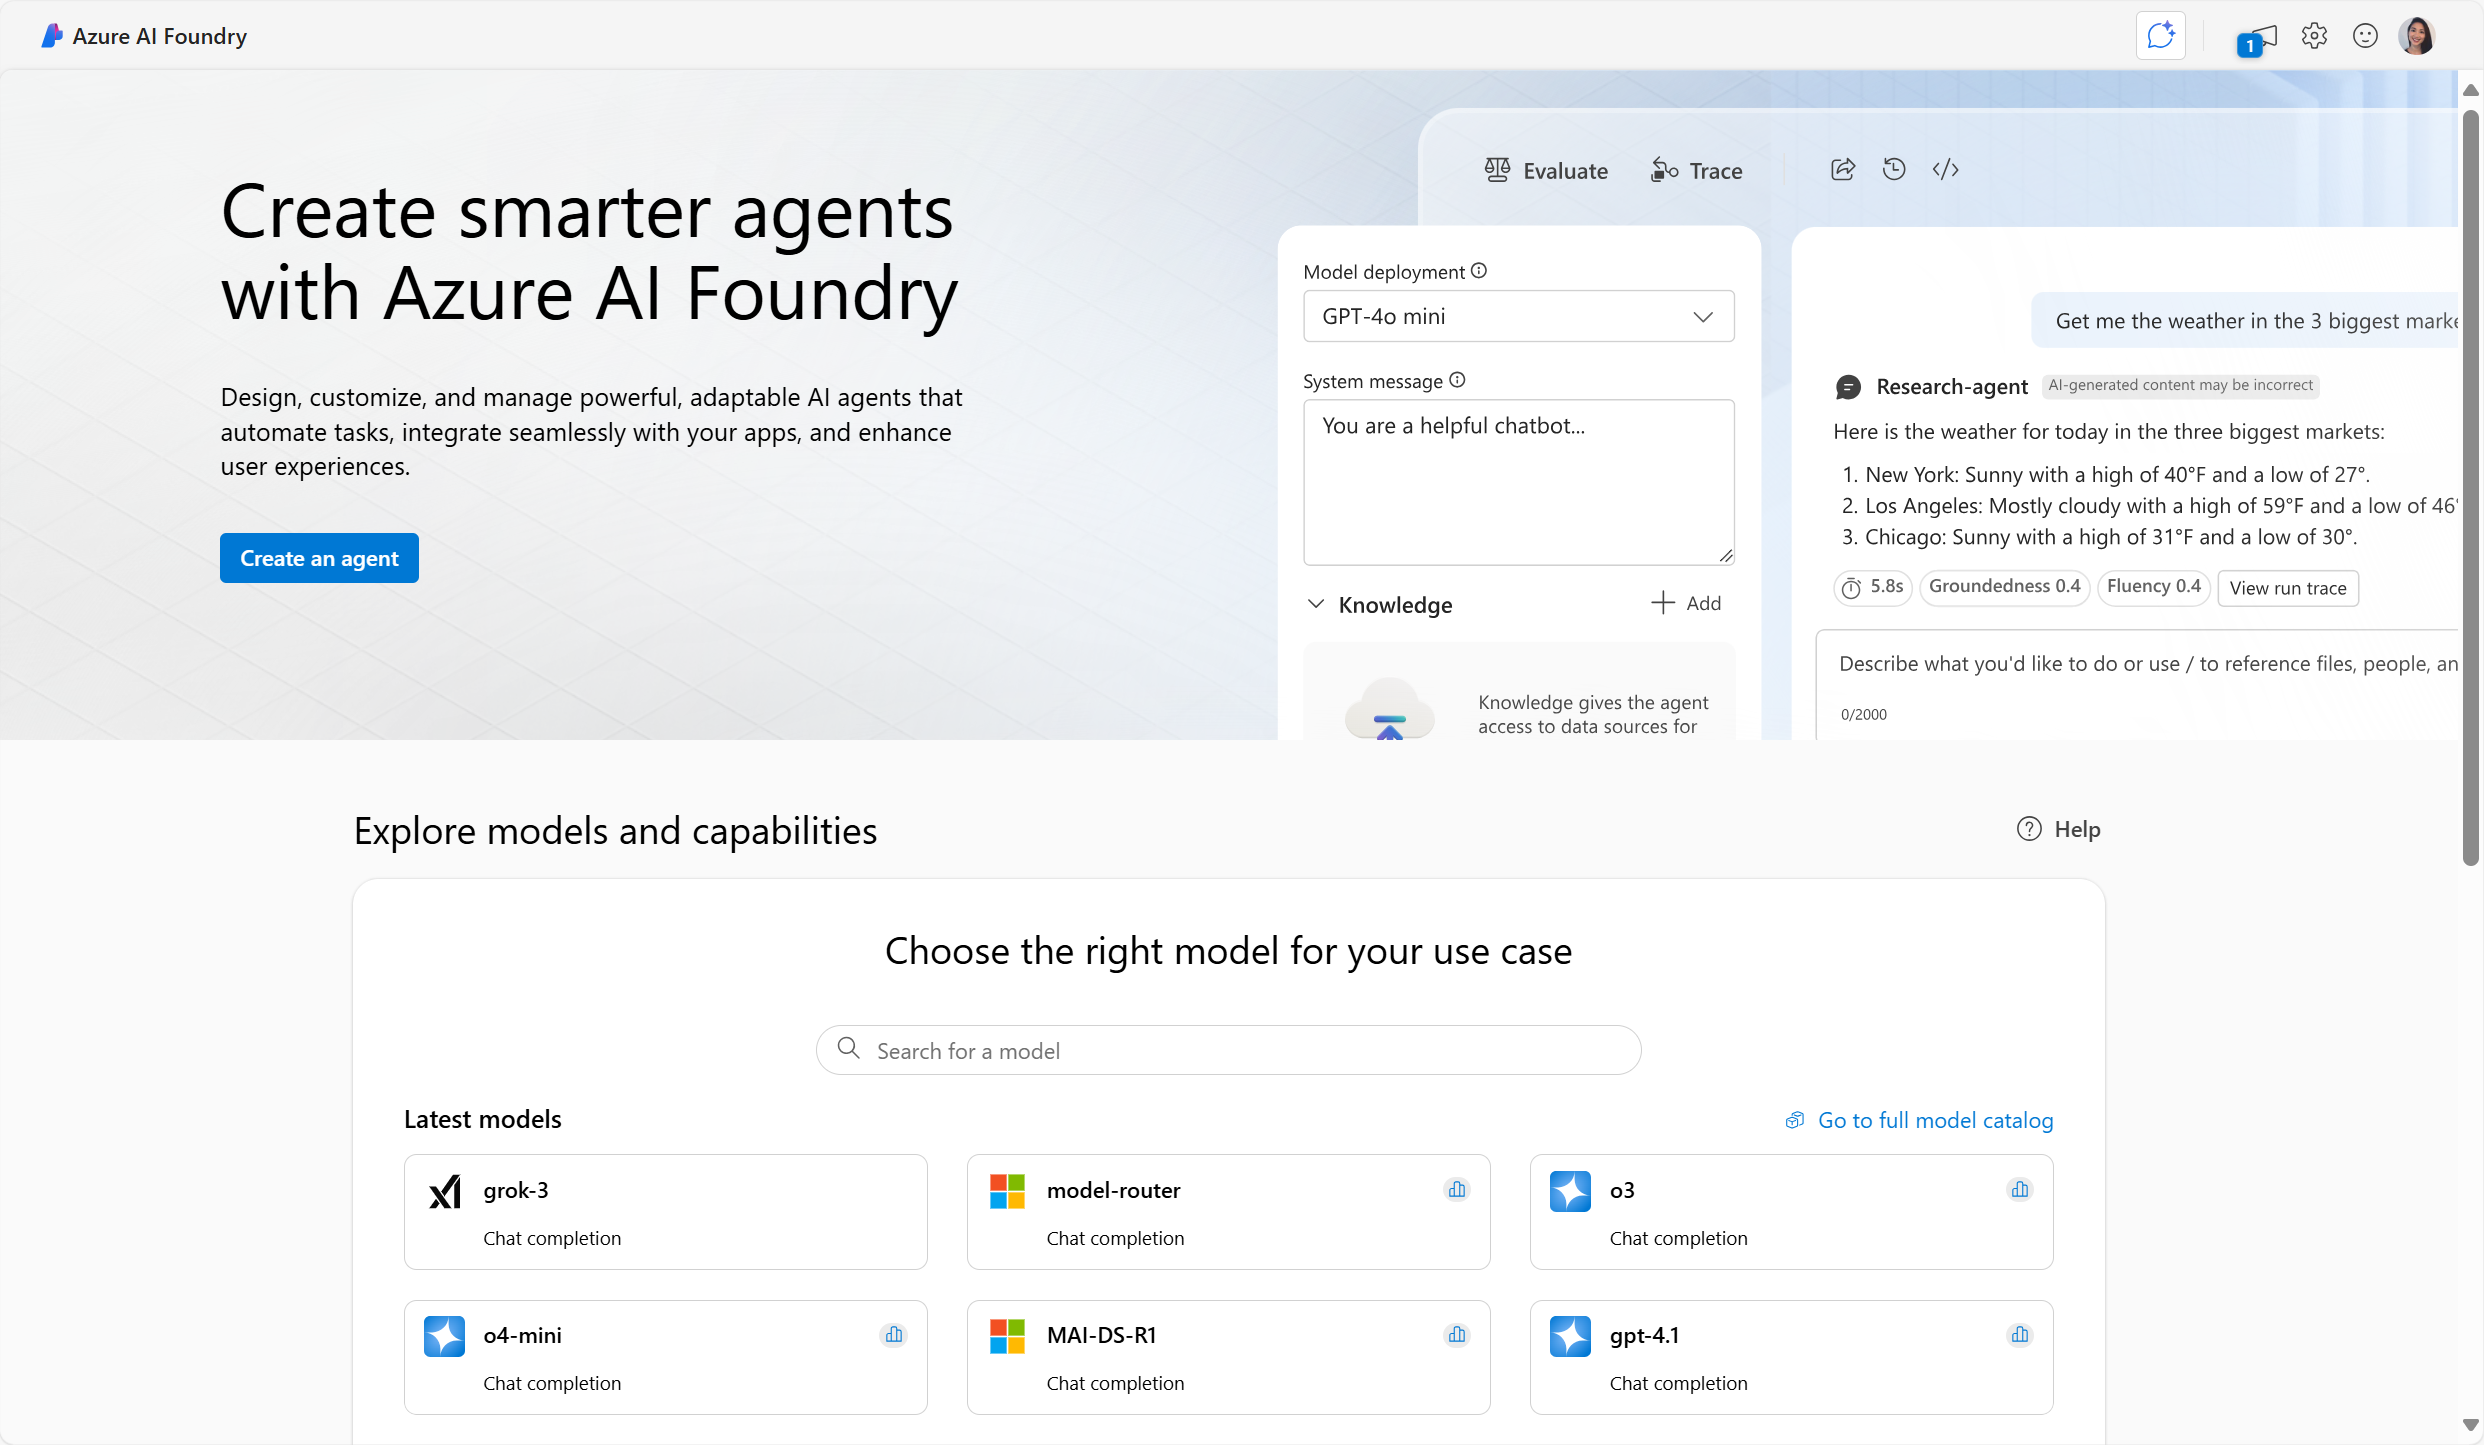 Azure AI Foundry
1
Create smarter agents
with Azure AI Foundry
Design, customize, and manage powerful, adaptable AI agents that
automate tasks, integrate seamlessly with your apps, and enhance
user experiences.
Create an agent
Evaluate
Trace
Model deployment
GPT-4o mini
System message
You are a helpful chatbot...
Knowledge
Add
Knowledge gives the agent
access to data sources for
Get me the weather in the 3 biggest marke
Research-agent AI-generated content may be incorrect
Here is the weather for today in the three biggest markets:
1. New York: Sunny with a high of 40°F and a low of 27°.
2. Los Angeles: Mostly cloudy with a high of 59°F and a low of 46°
3. Chicago: Sunny with a high of 31°F and a low of 30°.
5.8s Groundedness 0.4 Fluency 0.4 View run trace
Describe what you'd like to do or use / to reference files, people, an
0/2000
Explore models and capabilities
Help
Choose the right model for your use case
Search for a model
Latest models
Go to full model catalog
grok-3
Chat completion
model-router
Chat completion
o3
Chat completion
o4-mini
Chat completion
MAI-DS-R1
Chat completion
gpt-4.1
Chat completion